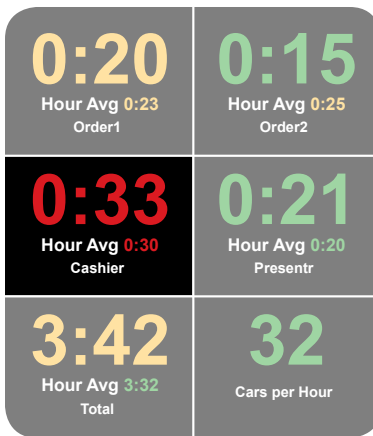 0:20
Hour Avg 0:23
Order1
0:15
Hour Avg 0:25
Order2
0:33
Hour Avg 0:30
Cashier
0:21
Hour Avg 0:20
Presentr
3:42
Hour Avg 3:32
Total
32
Cars per Hour